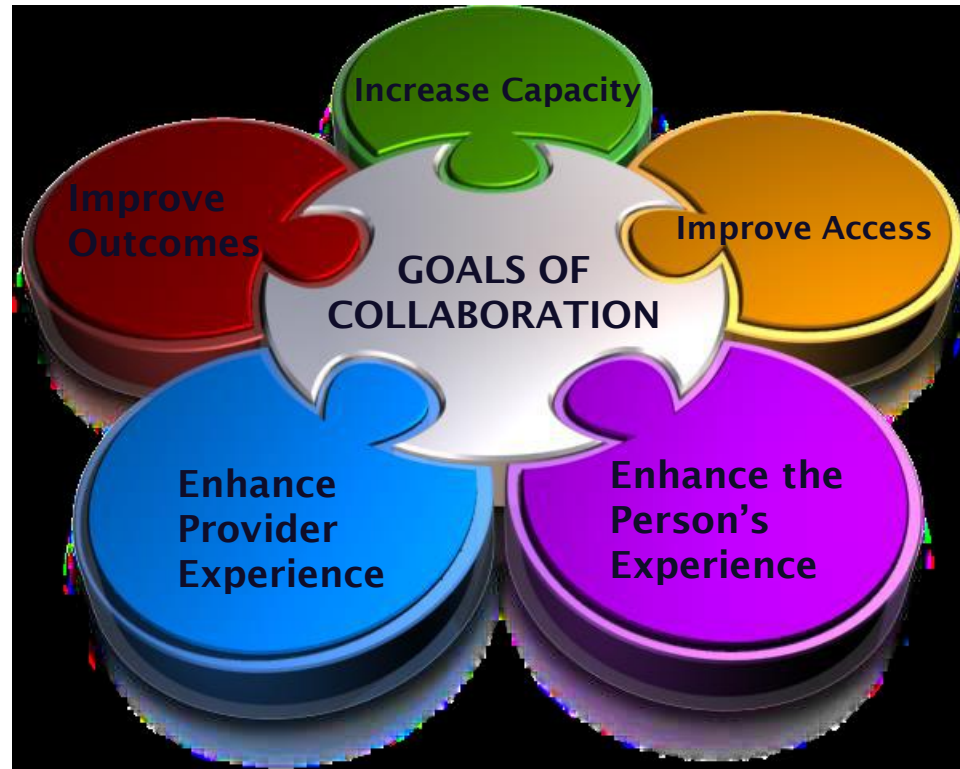 Increase Capacity
Improve
Outcomes
Improve Access
GOALS OF
COLLABORATION
Enhance
Provider
Experience
Enhance the
Person’s
Experience